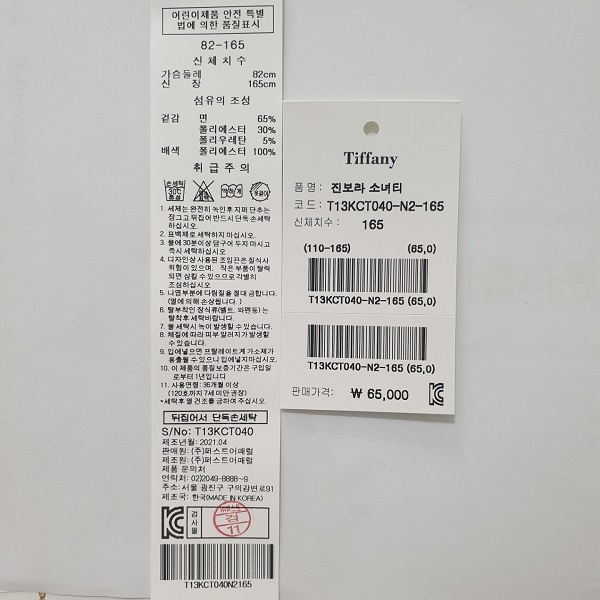 어린이제품 안전 특별
법에 의한 품질표시
82-165
신 체 치 수
가슴둘레 82cm
신 장 165cm
섬유의 조성
겉감 면 65%
폴리에스터 30%
폴리우레탄 5%
배색 폴리에스터 100%
취 급 주 의
손세탁
30℃
중성
1. 세제는 완전히 녹인후 지퍼 단추는
잠그고 뒤집어 반드시 단독 손세탁
하십시오.
2. 표백제로 세탁하지 마십시오.
3. 물에 30분이상 담구어 두지 마시고
즉시 세탁하십시오
4. 디자인상 사용된 조임끈은 질식사
위험이 있으며, 작은 부품이 탈락
되면 삼킬 수 있으므로 각별히
조심하십시오
5. 나염부분에 다림질을 절대 금합니다.
(열에 의해 손상됩니다.)
6. 탈부착인 장식류(벨트, 와펜등)는
탈착후 세탁바랍니다.
7. 물 세탁시 녹이 발생할 수 있습니다.
8. 체질에 따라 피부 알러지가 발생할
수 있습니다.
9. 입에넣으면 프탈레이트계 가소제가
용출될 수 있으니 입에넣지마십시오.
10. 이 제품의 품질보증기간은 구입일
로부터 1년입니다
11. 사용연령: 36개월 이상
(120호까지 7세 미만 권장)
*세탁후 열 건조를 금하여 주십시오.
뒤집어서 단독손세탁
S/No: T13KCT040
제조년월: 2021.04
판매원: (주)퍼스트어패럴
제조원: (주)퍼스트어패럴
제품 문의처
연락처: 02)2049-8888~9
주소: 서울 광진구 구의강변로91
제조국: 한국(MADE IN KOREA)
KC
검사필
검
11
T13KCT040N2165
Tiffany
품 명 : 진보라 소녀티
코 드 : T13KCT040-N2-165
신체치수 : 165
(110-165) (65,0)
T13KCT040-N2-165 (65,0)
T13KCT040-N2-165 (65,0)
판매가격: ₩ 65,000
KC